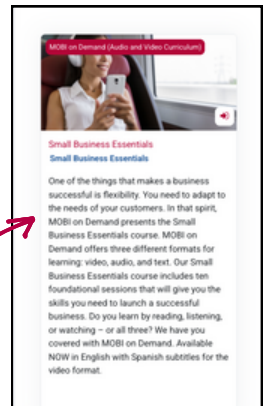 MOBI on Demand (Audio and Video Curriculum)
Small Business Essentials
Small Business Essentials
One of the things that makes a business
successful is flexibility. You need to adapt to
the needs of your customers. In that spirit,
MOBI on Demand presents the Small
Business Essentials course. MOBI on
Demand offers three different formats for
learning: video, audio, and text. Our Small
Business Essentials course includes ten
foundational sessions that will give you the
skills you need to launch a successful
business. Do you learn by reading, listening,
or watching – or all three? We have you
covered with MOBI on Demand. Available
NOW in English with Spanish subtitles for the
video format.